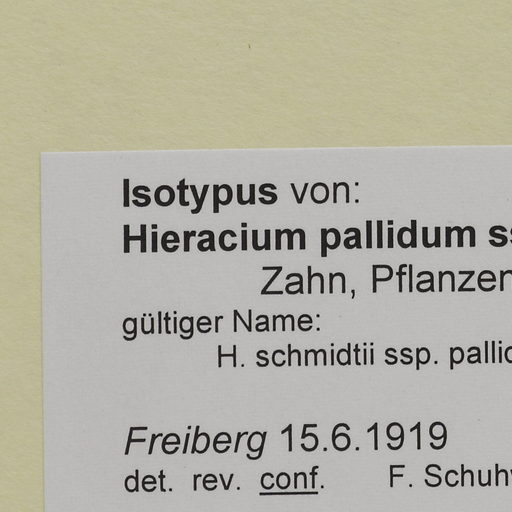 Isotypus von:
Hieracium pallidum
Zahn,
gültiger Name:
H. schmidtii ssp.
Freiberg 15.6.1919
det. rev. conf. F.